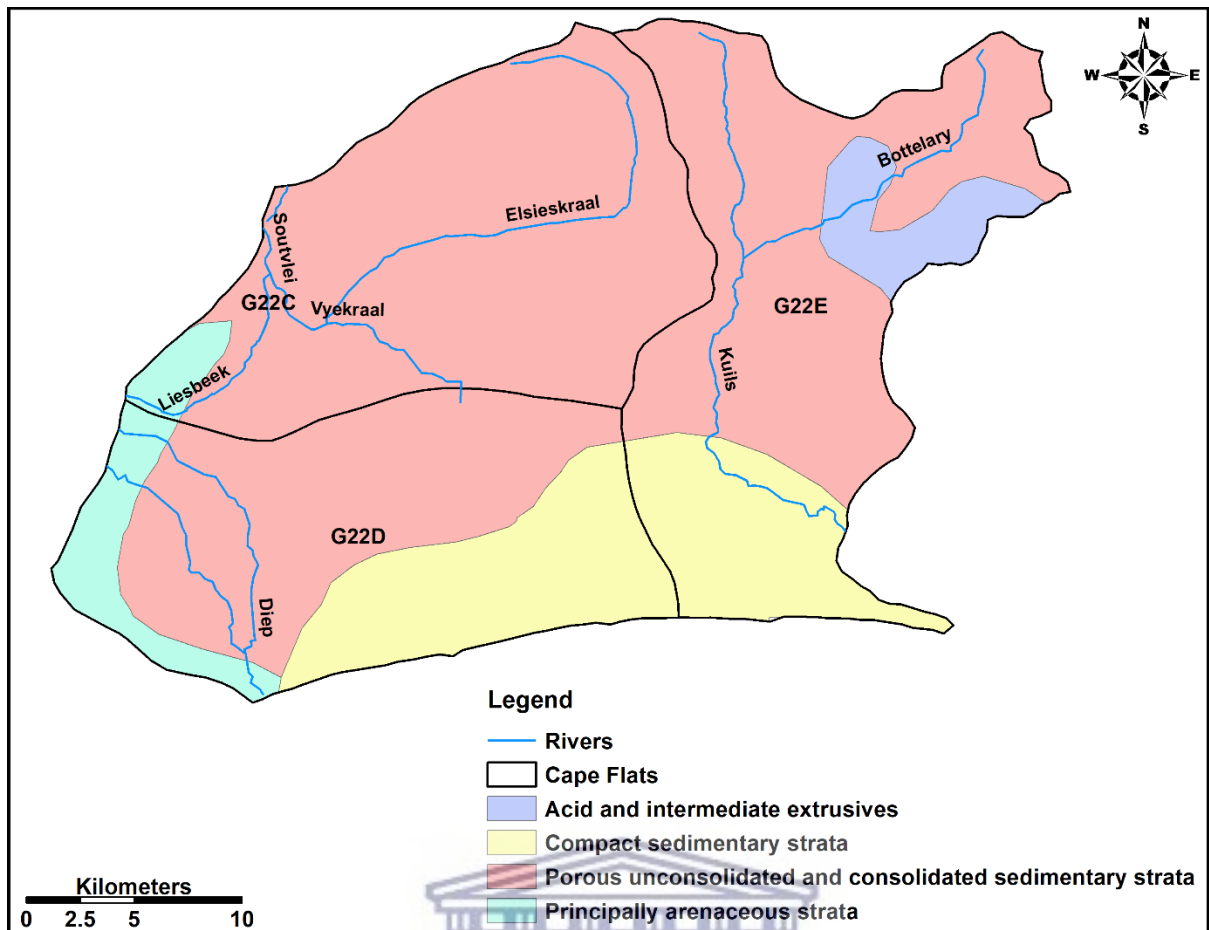 N
W E
S
Bottelary
Elsieskraal
Soutvlei
G22C
Vyekraal
G22E
Kuils
Liesbeek
G22D
Diep
Legend
Rivers
Cape Flats
Acid and intermediate extrusives
Compact sedimentary strata
Porous unconsolidated and consolidated sedimentary strata
Principally arenaceous strata
Kilometers
0 2.5 5 10